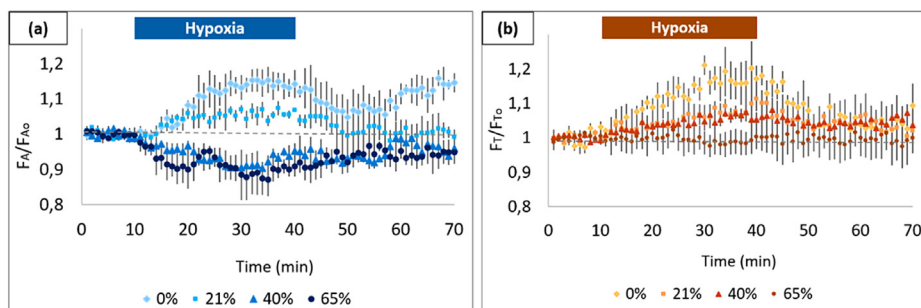 (a)
Hypoxia
1,2
1,1
1
0,9
0,8
FA/FAo
0 10 20 30 40 50 60 70
Time (min)
0% 21% 40% 65%
(b)
Hypoxia
1,2
1,1
1
0,9
0,8
FT/FTo
0 10 20 30 40 50 60 70
Time (min)
0% 21% 40% 65%